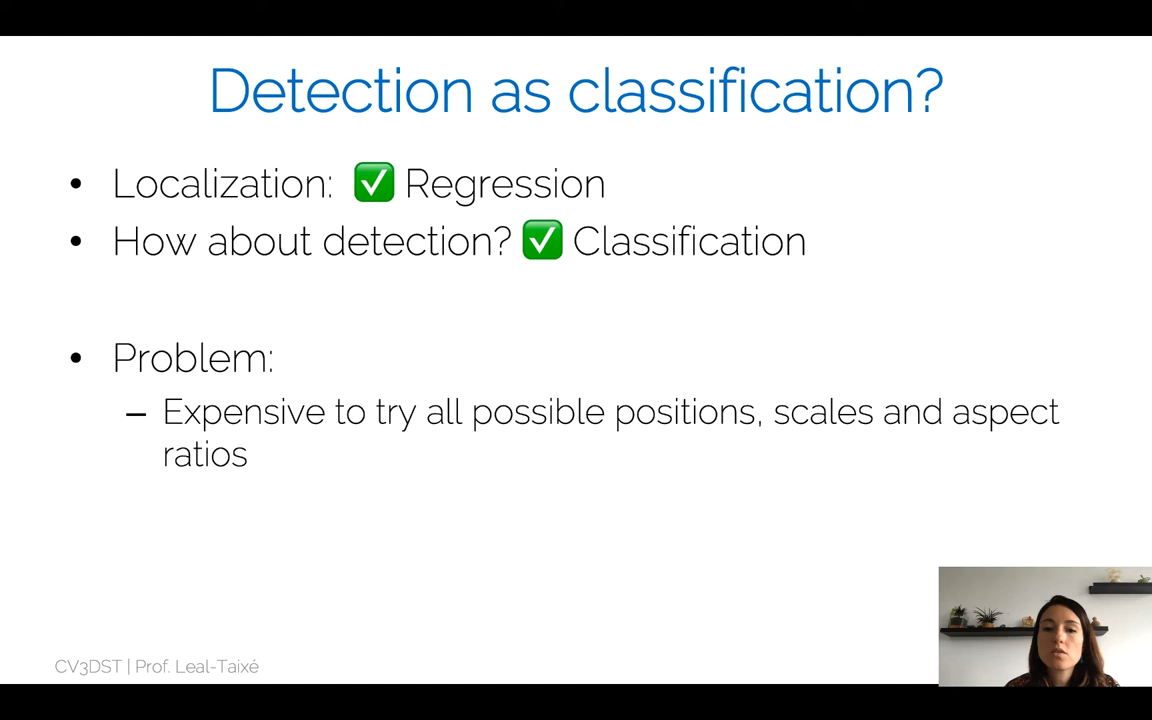 Detection as classification?
• Localization: ✅ Regression
• How about detection? ✅ Classification
• Problem:
– Expensive to try all possible positions, scales and aspect
ratios
CV3DST | Prof. Leal-Taixé